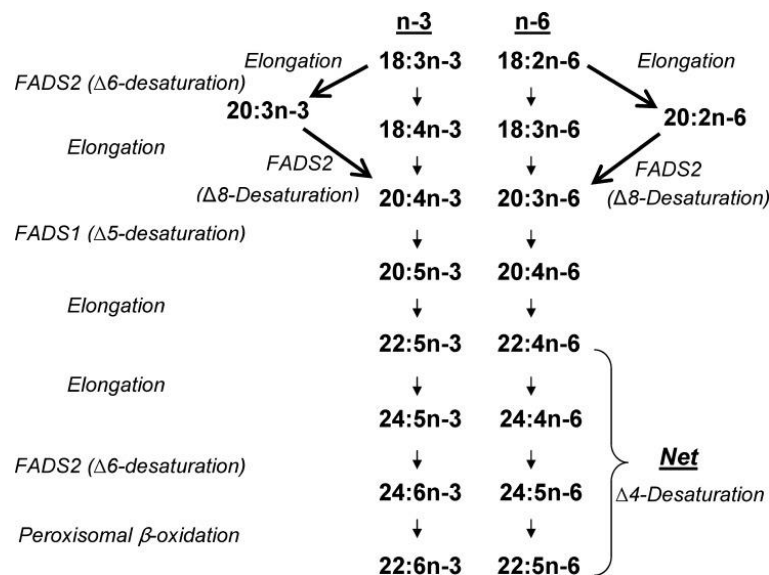 n-3 n-6
Elongation 18:3n-3 18:2n-6 Elongation
FADS2 (Δ6-desaturation)
20:3n-3 20:2n-6
18:4n-3 18:3n-6
Elongation
FADS2 FADS2
(Δ8-Desaturation) 20:4n-3 20:3n-6 (Δ8-Desaturation)
FADS1 (Δ5-desaturation)
20:5n-3 20:4n-6
Elongation
22:5n-3 22:4n-6
Elongation
24:5n-3 24:4n-6
Net
FADS2 (Δ6-desaturation)
24:6n-3 24:5n-6 Δ4-Desaturation
Peroxisomal β-oxidation
22:6n-3 22:5n-6